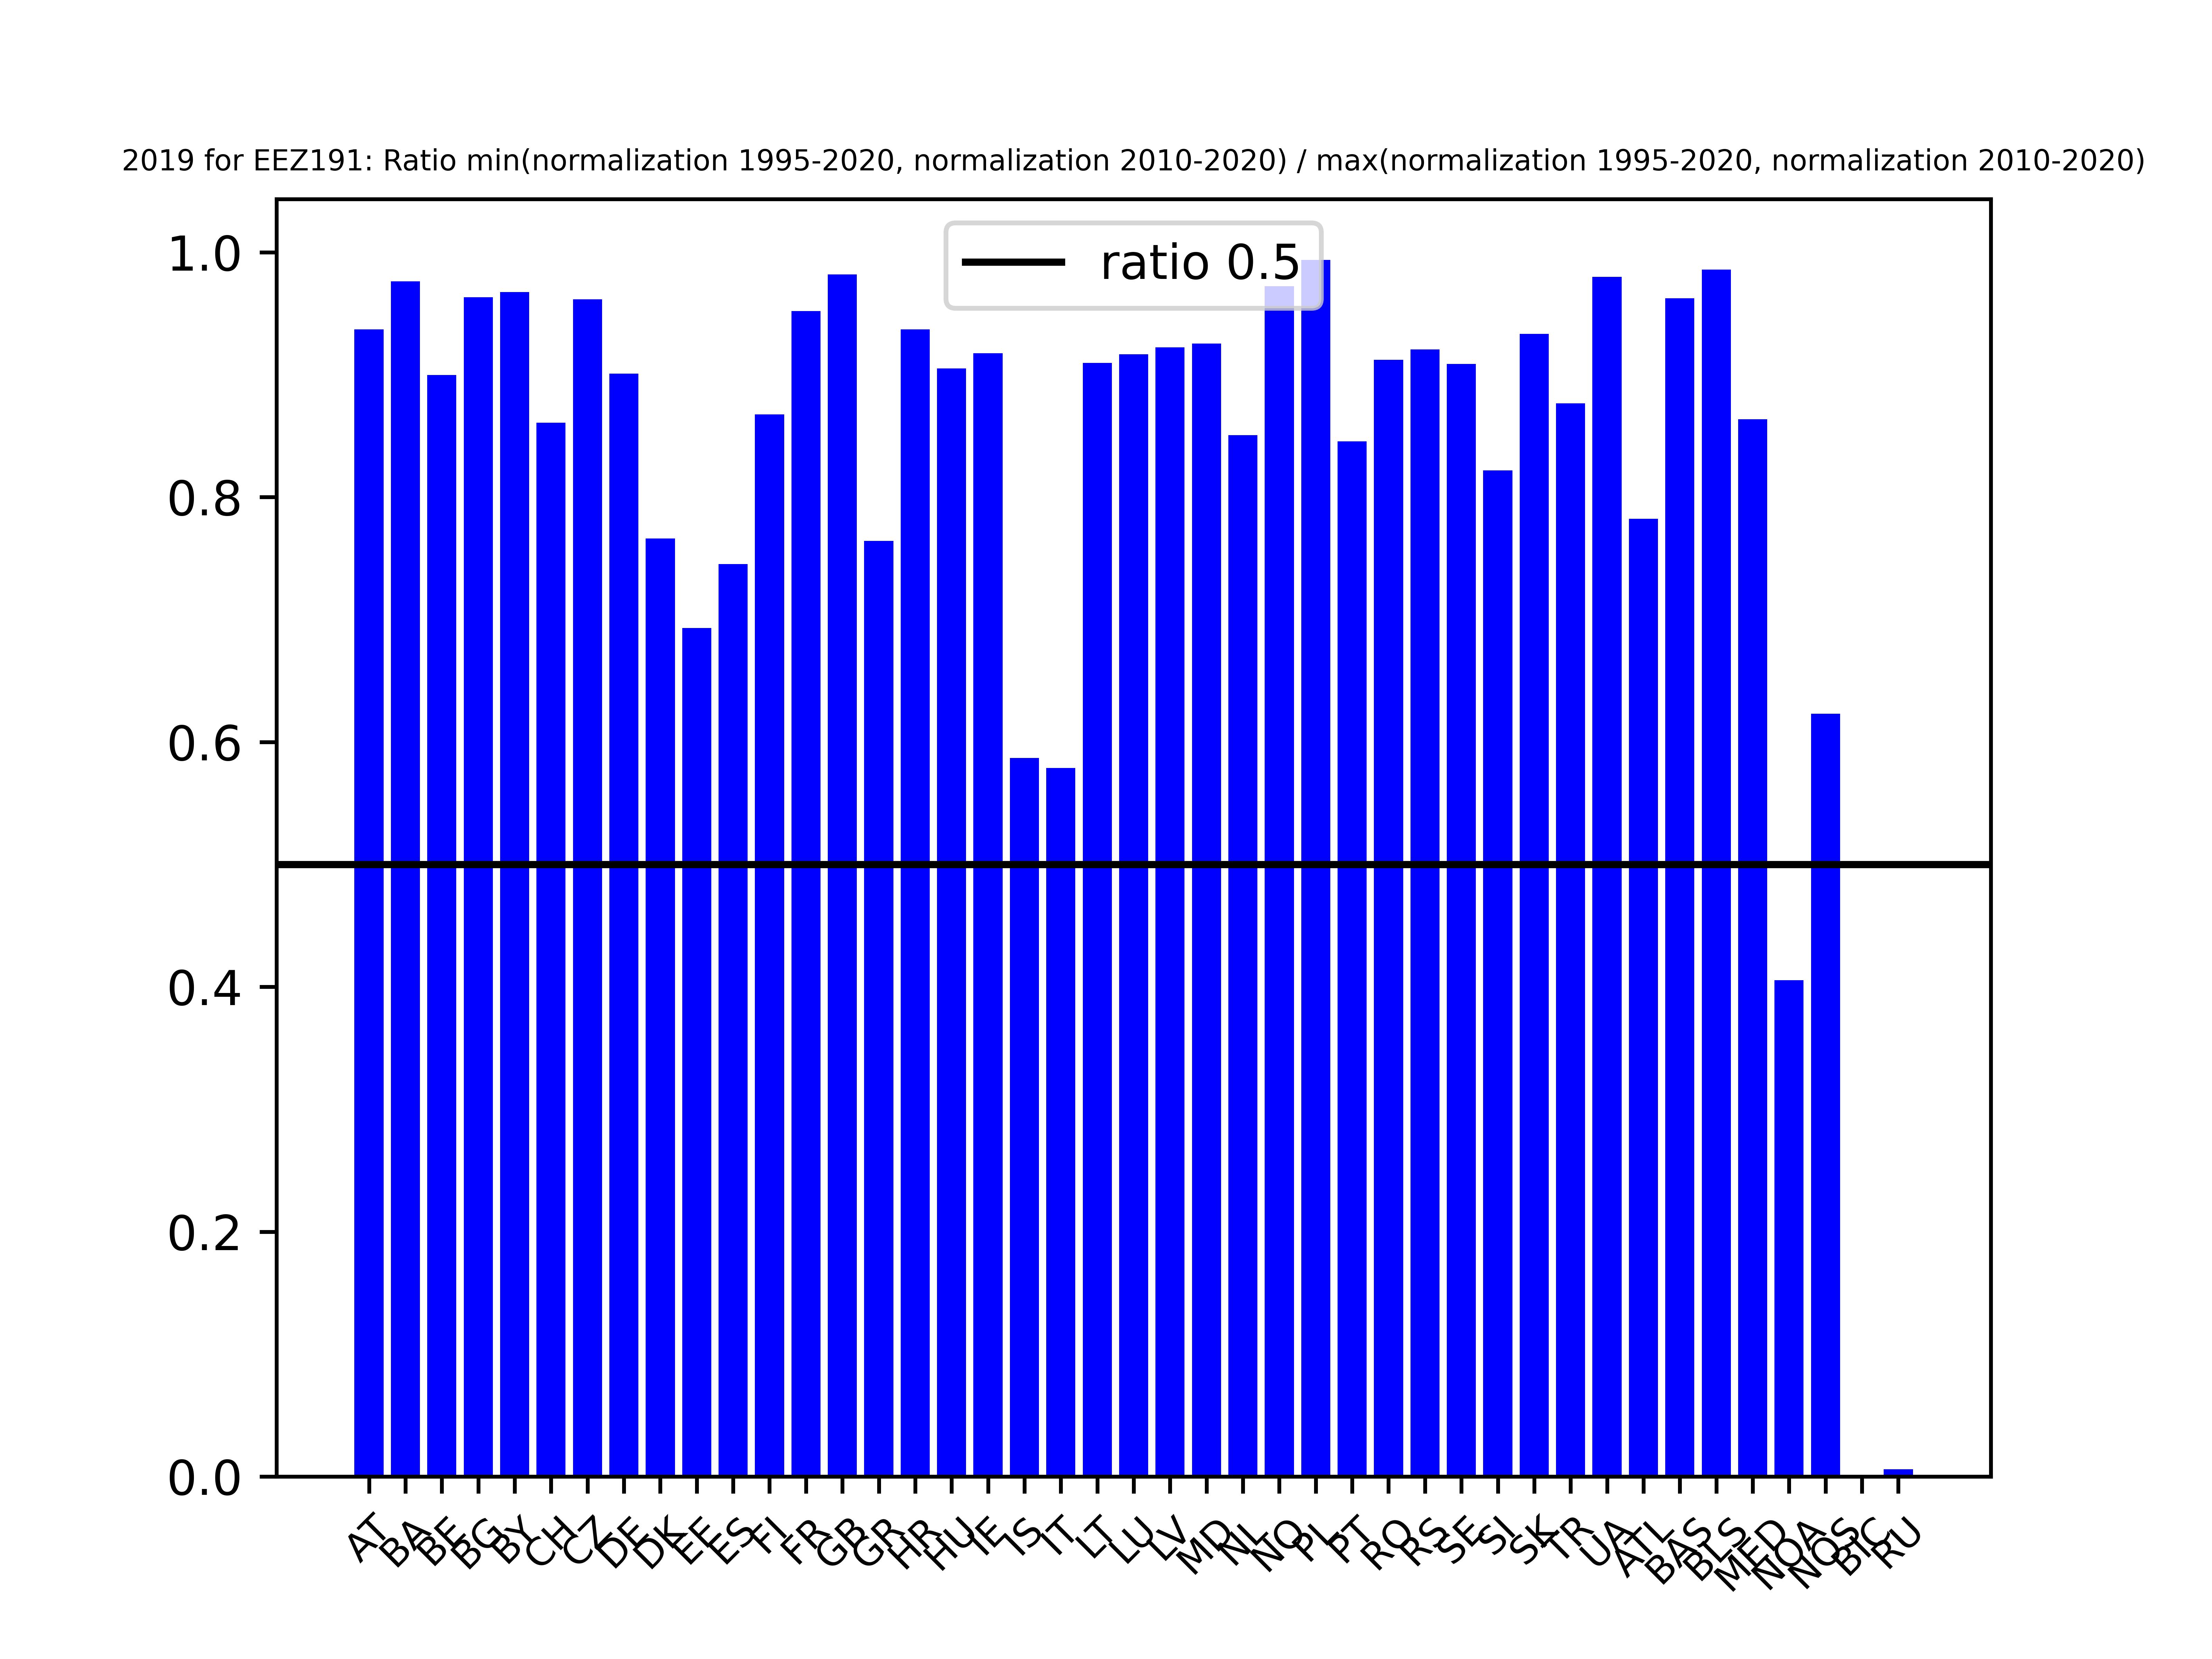 2019 for EEZ191: Ratio min(normalization 1995-2020, normalization 2010-2020) / max(normalization 1995-2020, normalization 2010-2020)
ratio 0.5
1.0
0.8
0.6
0.4
0.2
0.0
AT BA BE BG BY CH CZ DE DK EE ES FI FR GB GR HR HU IE IS IT LT LU LV MD NL NO PL PT RO RS SE SI SK TR UA ATL BAS BLS MED NOA NOS BIC RU